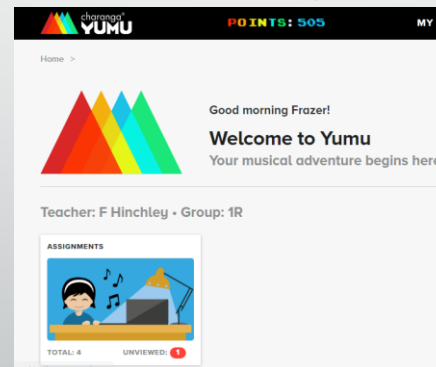 charanga®
YUMU
POINTS: 505
MY
Home >
Good morning Frazer!
Welcome to Yumu
Your musical adventure begins here
Teacher: F Hinchley • Group: 1R
ASSIGNMENTS
TOTAL: 4
UNVIEWED: 1